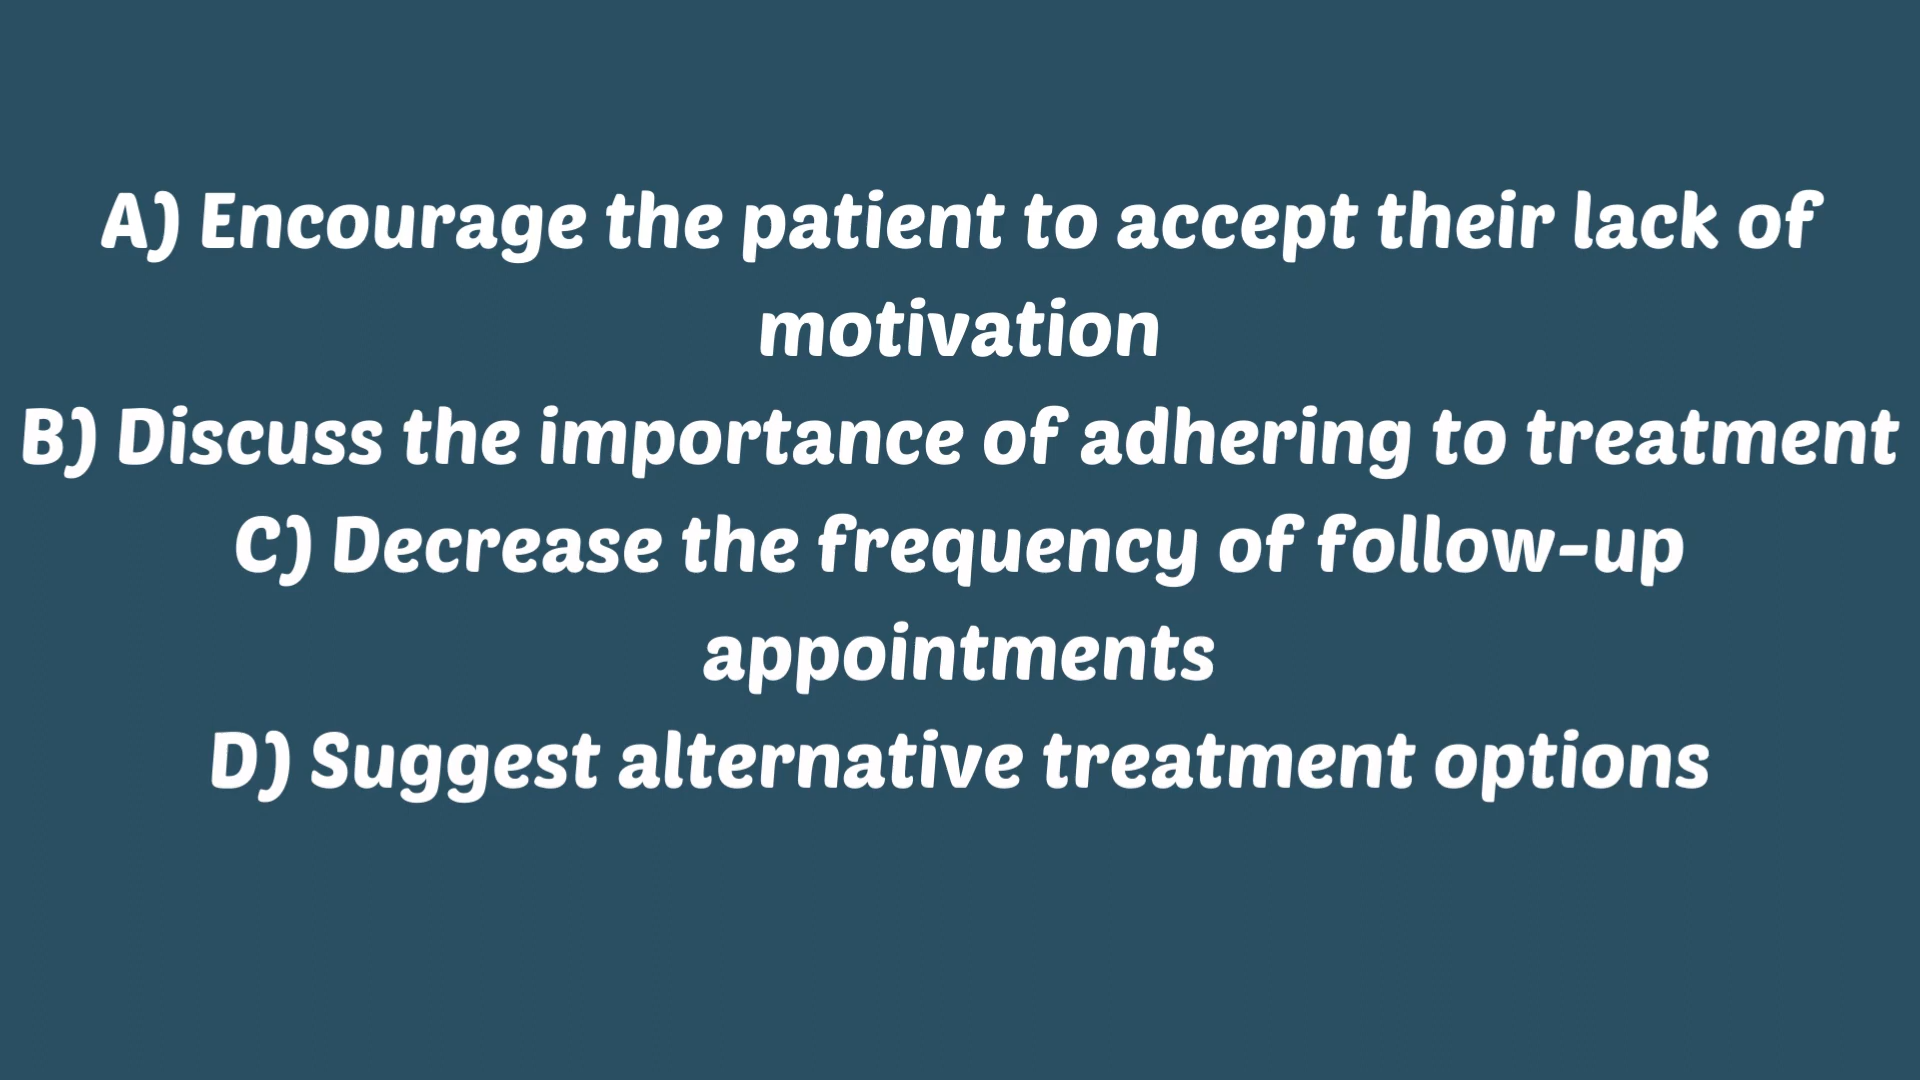 A) Encourage the patient to accept their lack of
motivation
B) Discuss the importance of adhering to treatment
C) Decrease the frequency of follow-up
appointments
D) Suggest alternative treatment options